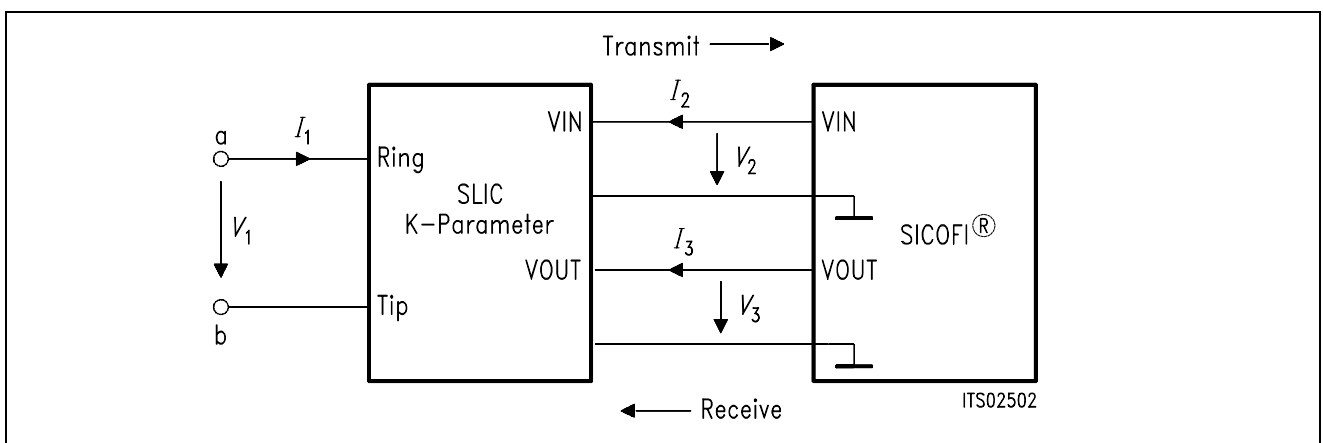 Transmit
I2
VIN
VIN
a
I1
Ring
V2
SLIC
K-Parameter
V1
SICOFI®
I3
VOUT
VOUT
Tip
V3
b
Receive
ITS02502